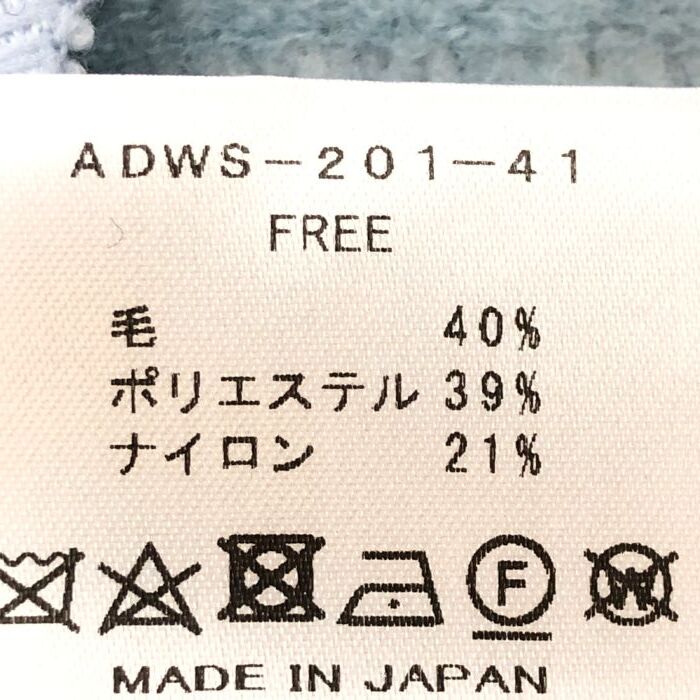 ADWS-201-41
FREE
毛 40%
ポリエステル 39%
ナイロン 21%
F W
MADE IN JAPAN